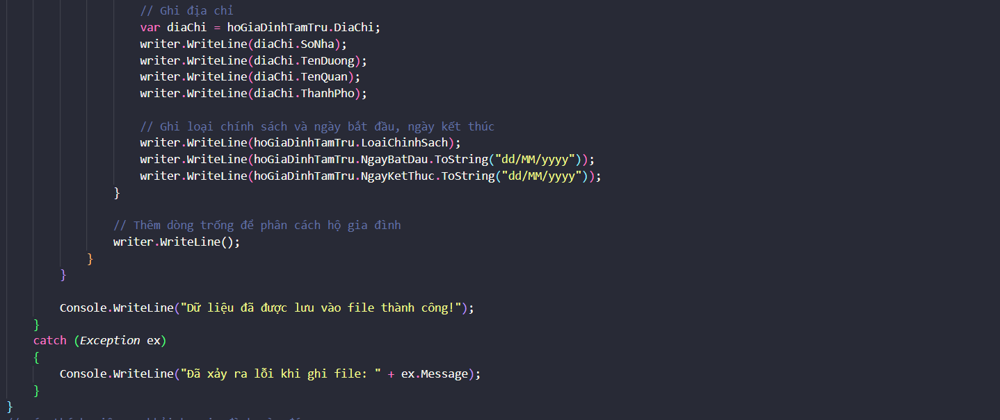 // Ghi địa chỉ
var diaChi = hoGiaDinhTamTru.DiaChi;
writer.WriteLine(diaChi.SoNha);
writer.WriteLine(diaChi.TenDuong);
writer.WriteLine(diaChi.TenQuan);
writer.WriteLine(diaChi.ThanhPho);
// Ghi loại chính sách và ngày bắt đầu, ngày kết thúc
writer.WriteLine(hoGiaDinhTamTru.LoaiChinhSach);
writer.WriteLine(hoGiaDinhTamTru.NgayBatDau.ToString("dd/MM/yyyy"));
writer.WriteLine(hoGiaDinhTamTru.NgayKetThuc.ToString("dd/MM/yyyy"));
}
// Thêm dòng trống để phân cách hộ gia đình
writer.WriteLine();
}
}
Console.WriteLine("Dữ liệu đã được lưu vào file thành công!");
}
catch (Exception ex)
{
Console.WriteLine("Đã xảy ra lỗi khi ghi file: " + ex.Message);
}
}